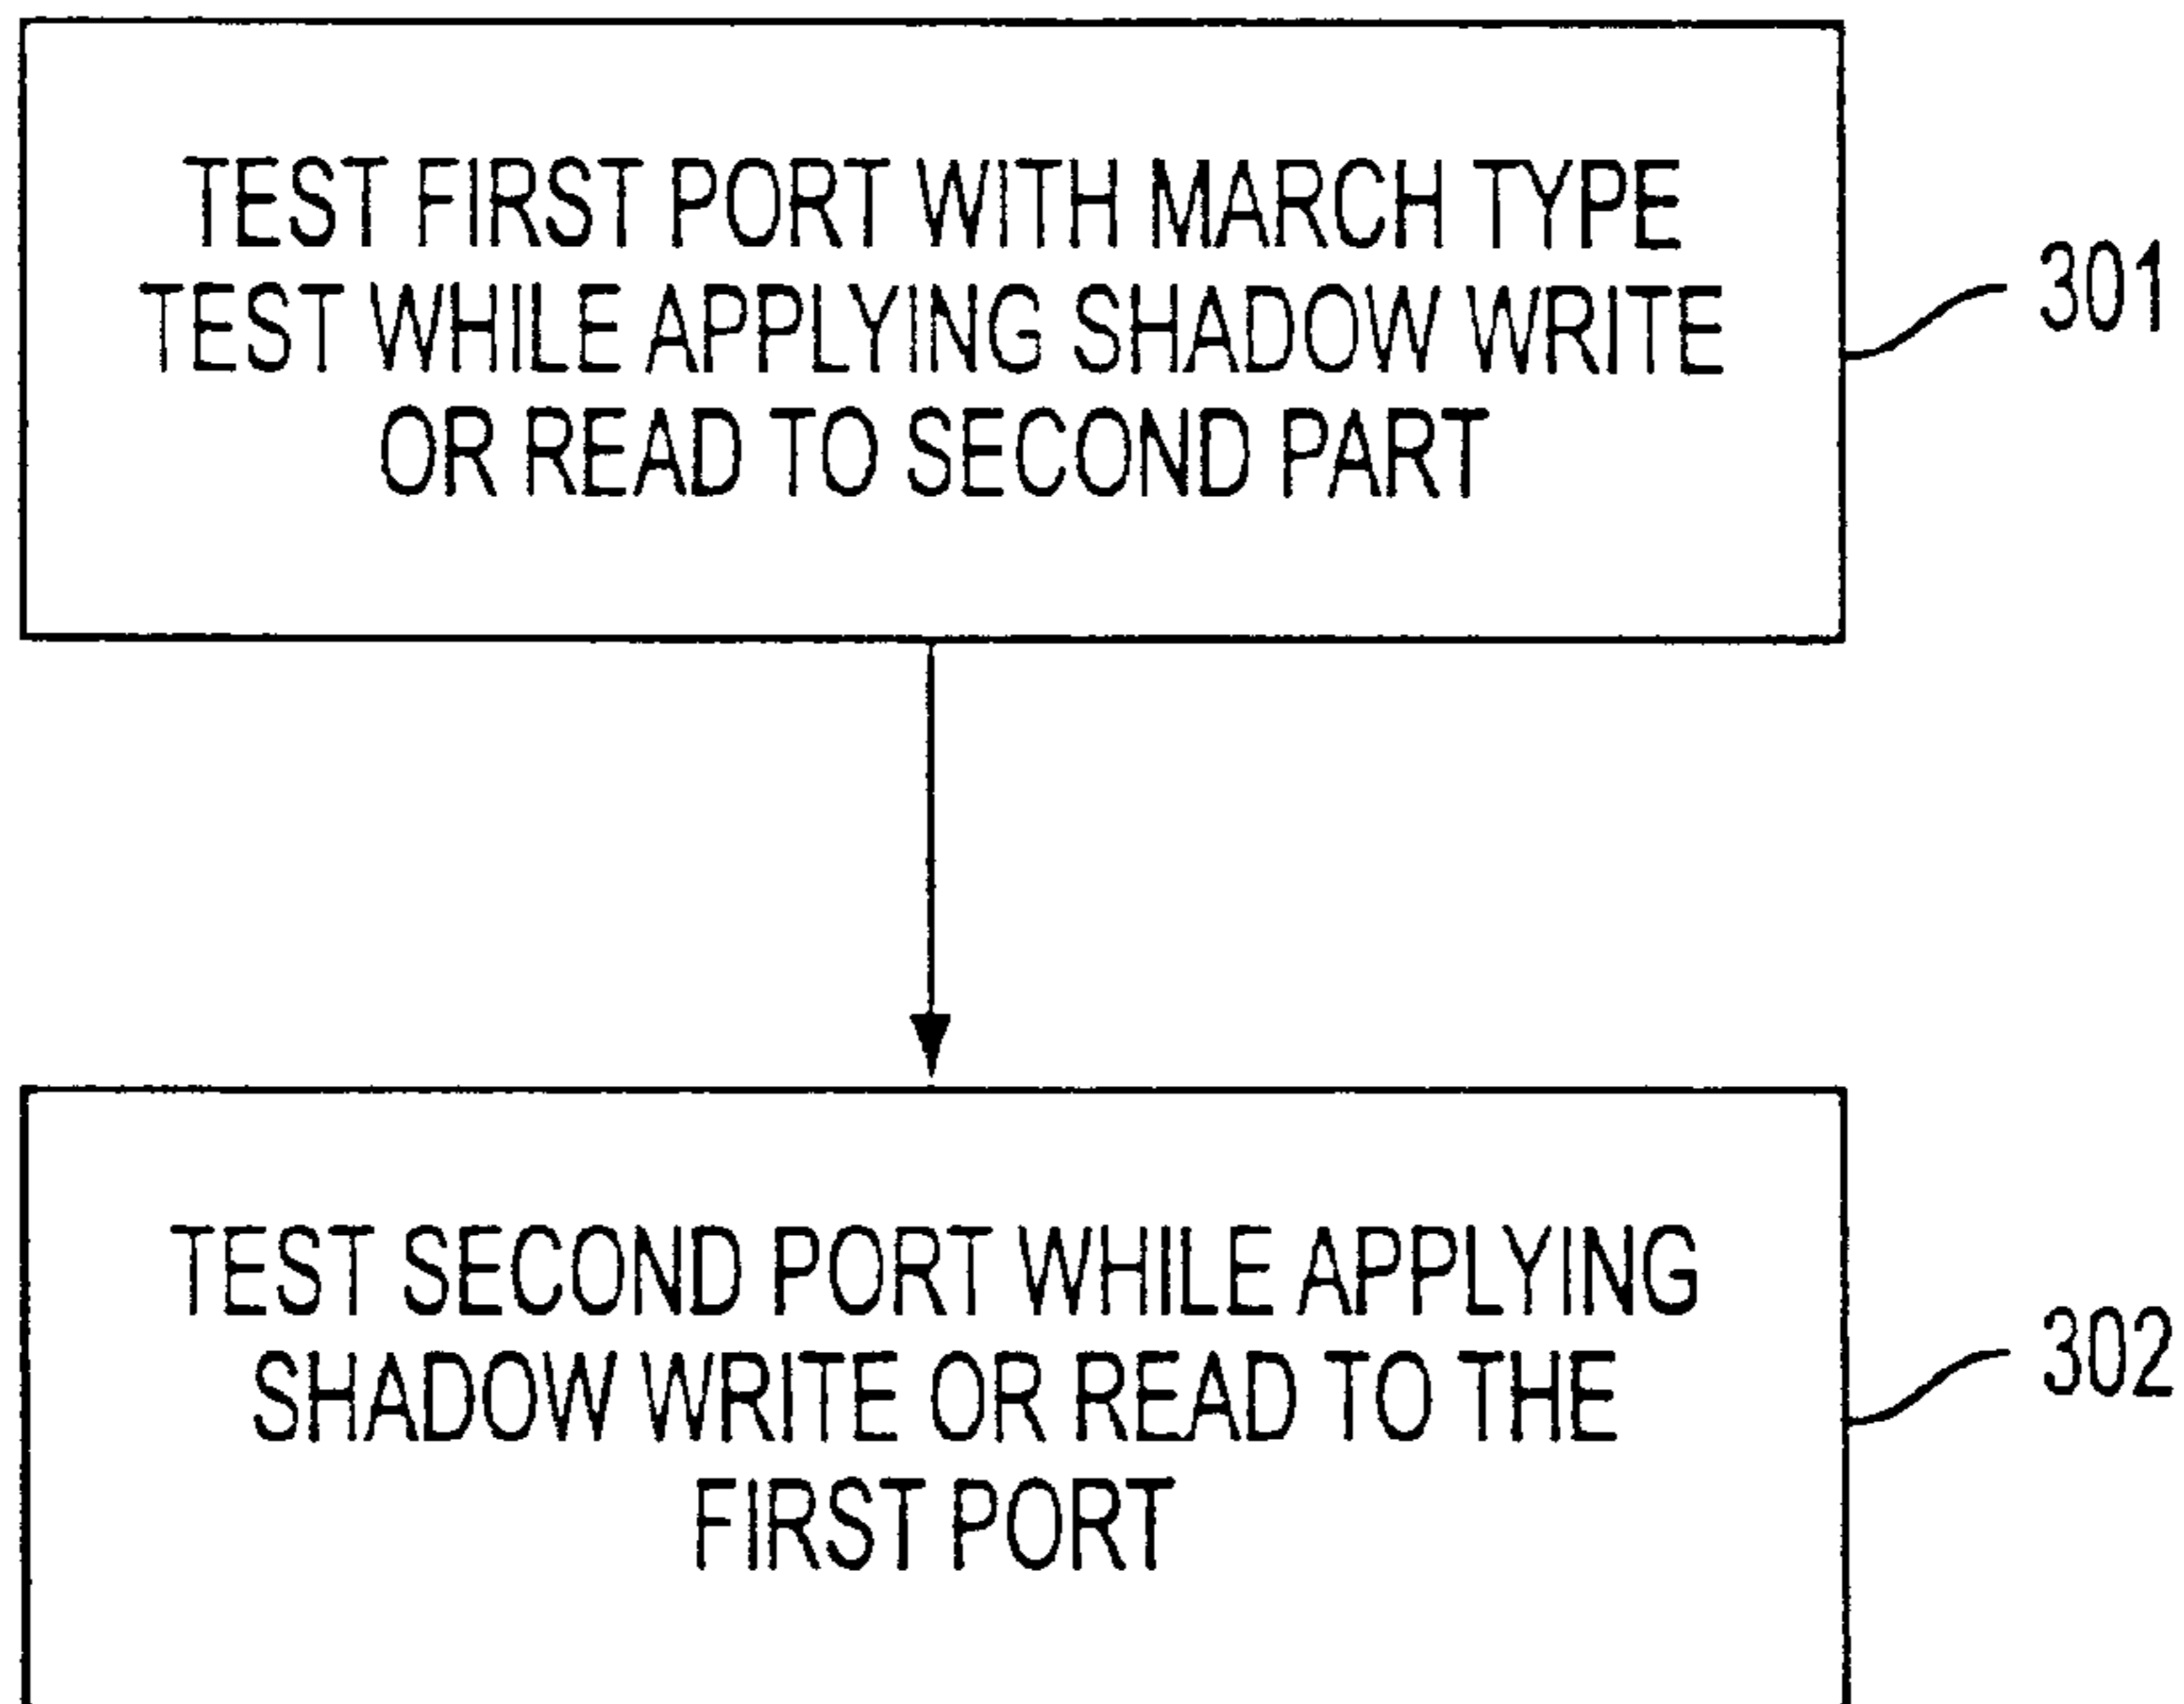 TEST FIRST PORT WITH MARCH TYPE
TEST WHILE APPLYING SHADOW WRITE
OR READ TO SECOND PART
301
TEST SECOND PORT WHILE APPLYING
SHADOW WRITE OR READ TO THE
FIRST PORT
302